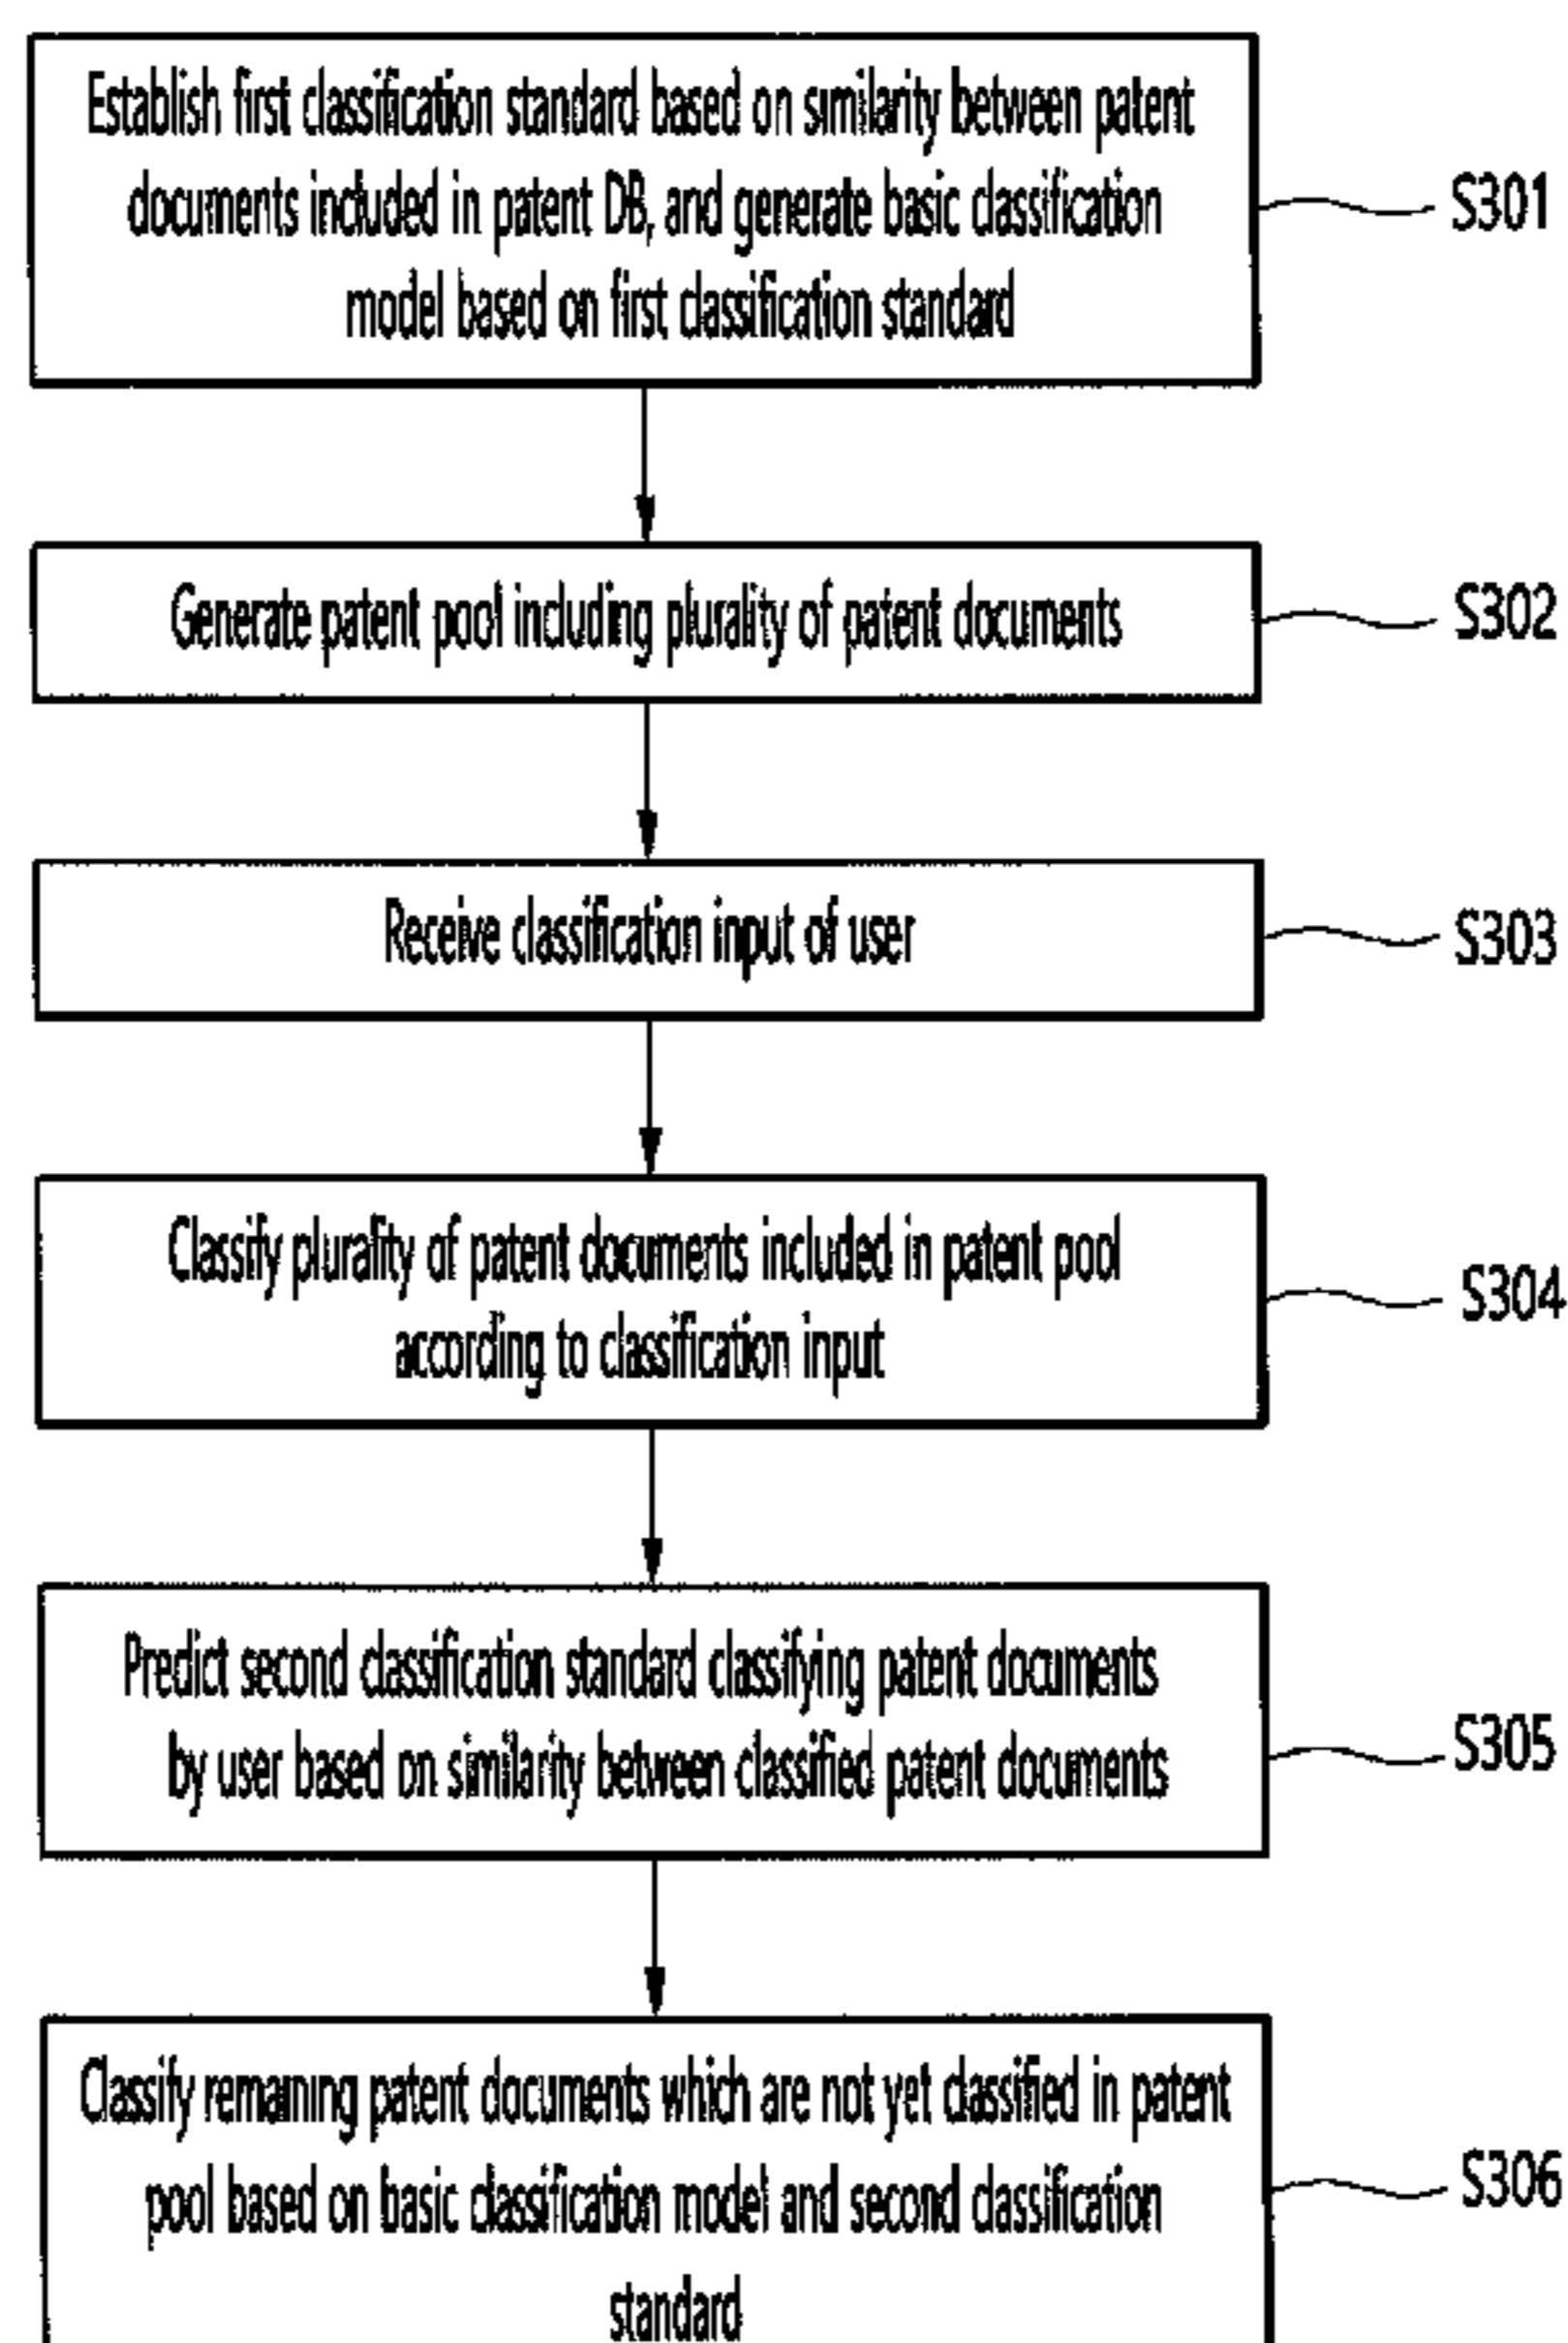 Establish first classification standard based on similarity between patent
documents included in patent DB, and generate basic classification
model based on first classification standard
S301
Generate patent pool including plurality of patent documents
S302
Receive classification input of user
S303
Classify plurality of patent documents included in patent pool
according to classification input
S304
Predict second classification standard classifying patent documents
by user based on similarity between classified patent documents
S305
Classify remaining patent documents which are not yet classified in patent
pool based on basic classification model and second classification
standard
S306